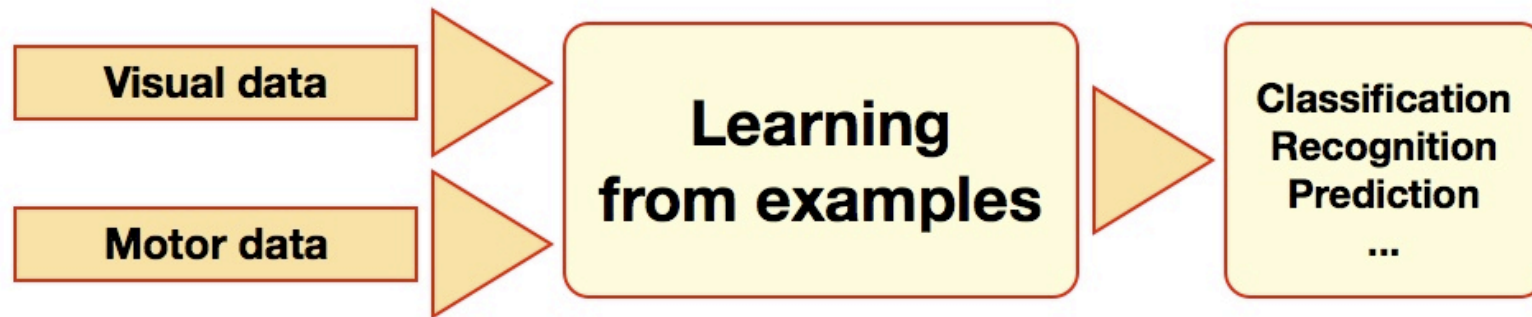 Visual data
Motor data
Learning
from examples
Classification
Recognition
Prediction
...